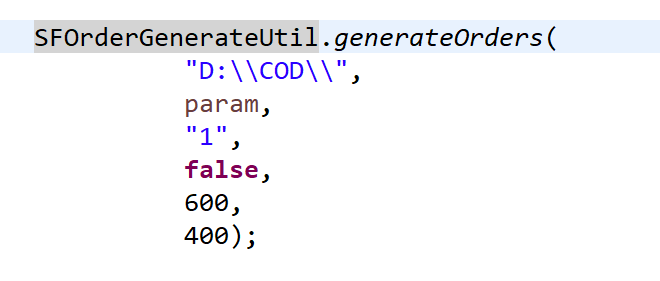 SFOrderGenerateUtil.generateOrders(
"D:\\COD\\",
param,
"1",
false,
600,
400);